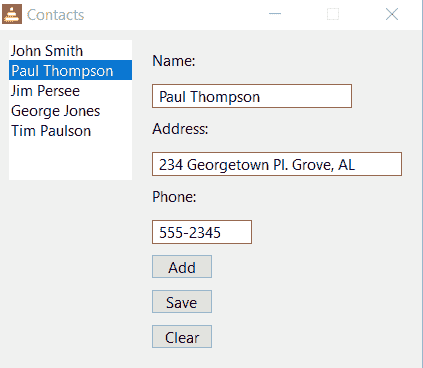 Contacts
John Smith
Paul Thompson
Jim Persee
George Jones
Tim Paulson
Name:
Paul Thompson
Address:
234 Georgetown Pl. Grove, AL
Phone:
555-2345
Add
Save
Clear